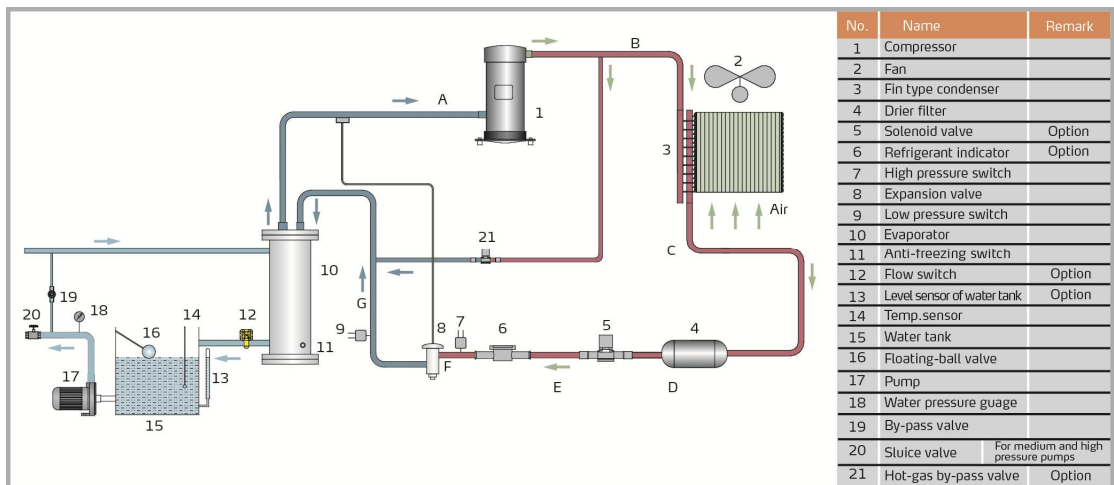 B
2
A
1
3
Air
C
21
10
G
19
18
20
14
12
16
9
8
7
6
5
4
11
F
17
13
E
D
15
No. Name Remark
1 Compressor
2 Fan
3 Fin type condenser
4 Drier filter
5 Solenoid valve Option
6 Refrigerant indicator Option
7 High pressure switch
8 Expansion valve
9 Low pressure switch
10 Evaporator
11 Anti-freezing switch
12 Flow switch Option
13 Level sensor of water tank Option
14 Temp.sensor
15 Water tank
16 Floating-ball valve
17 Pump
18 Water pressure guage
19 By-pass valve
20 Sluice valve For medium and high
pressure pumps
21 Hot-gas by-pass valve Option